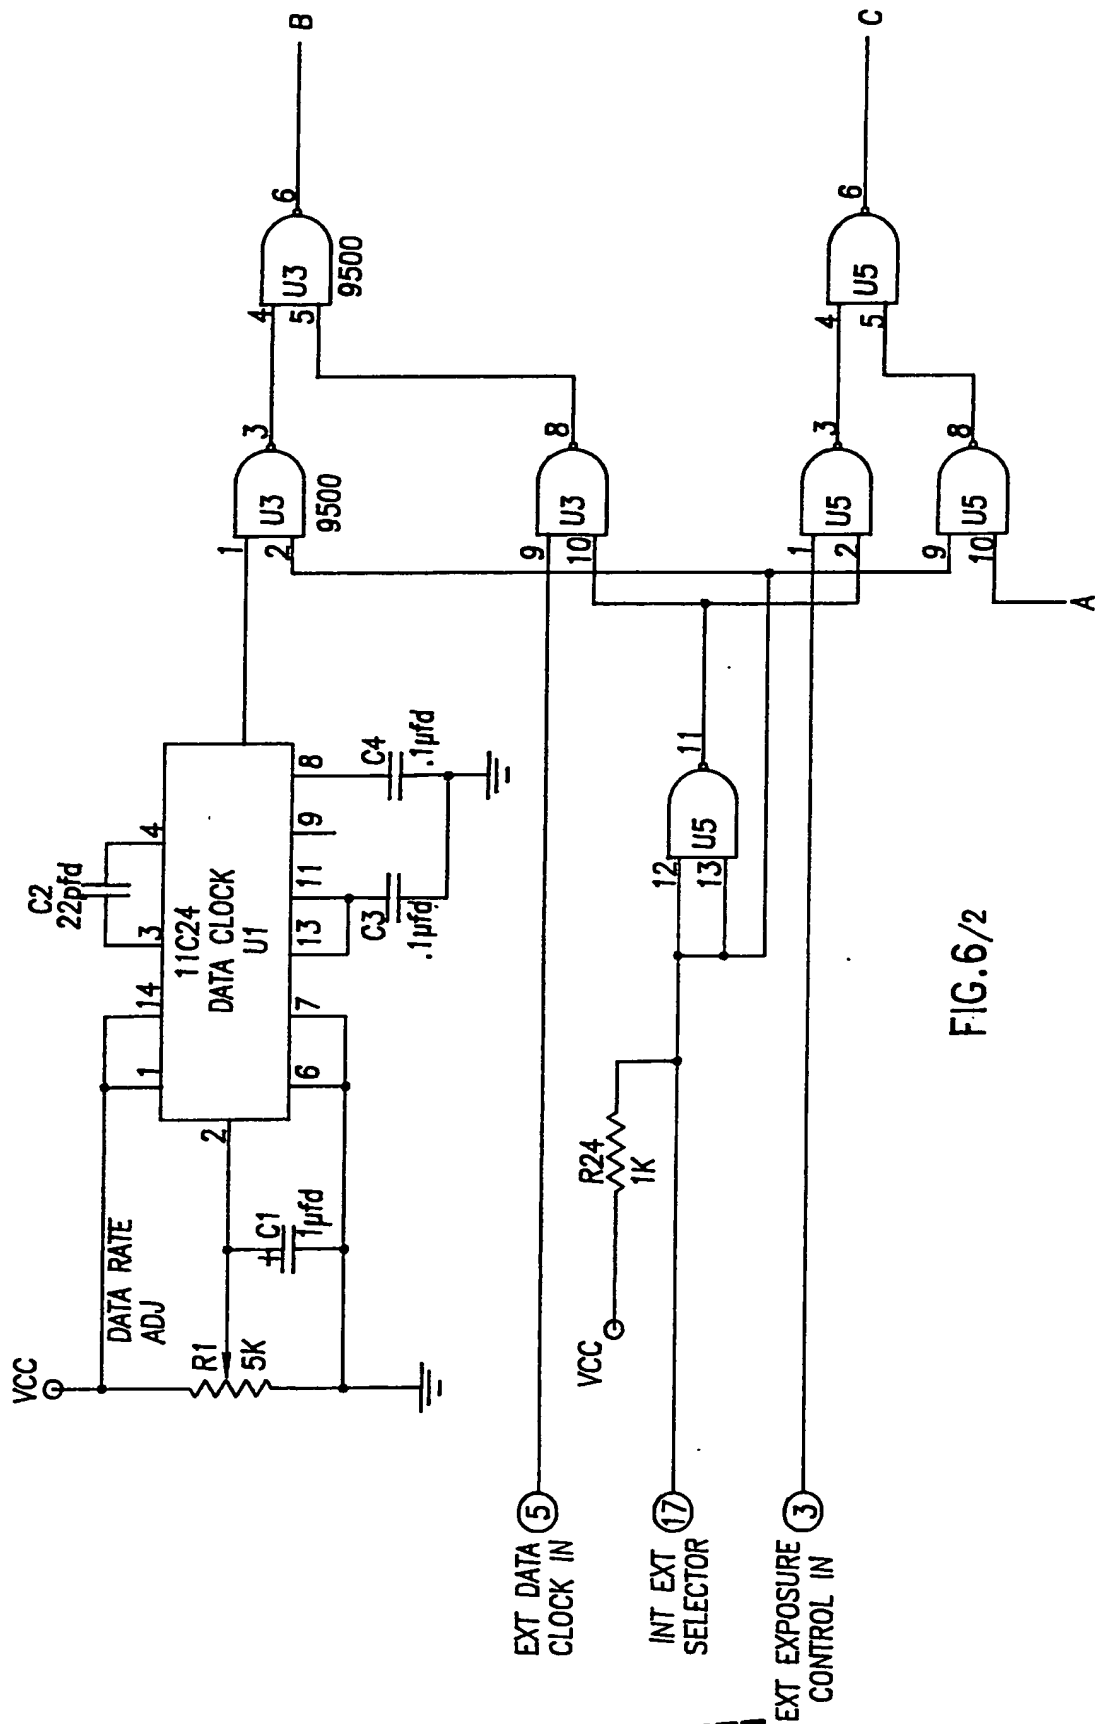 VCC
DATA RATE
ADJ
R1
5K
C1
1µfd
+
2
1
14
3
4
C2
22pfd
11C24
DATA CLOCK
U1
6
7
13
11
9
8
C3
.1µfd
C4
.1µfd
1
2
U3
3
9500
4
5
U3
6
9500
B
EXT DATA
CLOCK IN
5
9
10
U3
8
VCC
R24
1K
INT EXT
SELECTOR
17
12
13
U5
11
EXT EXPOSURE
CONTROL IN
3
1
2
U5
3
4
5
U5
6
C
9
10
U5
8
A
FIG.6/2